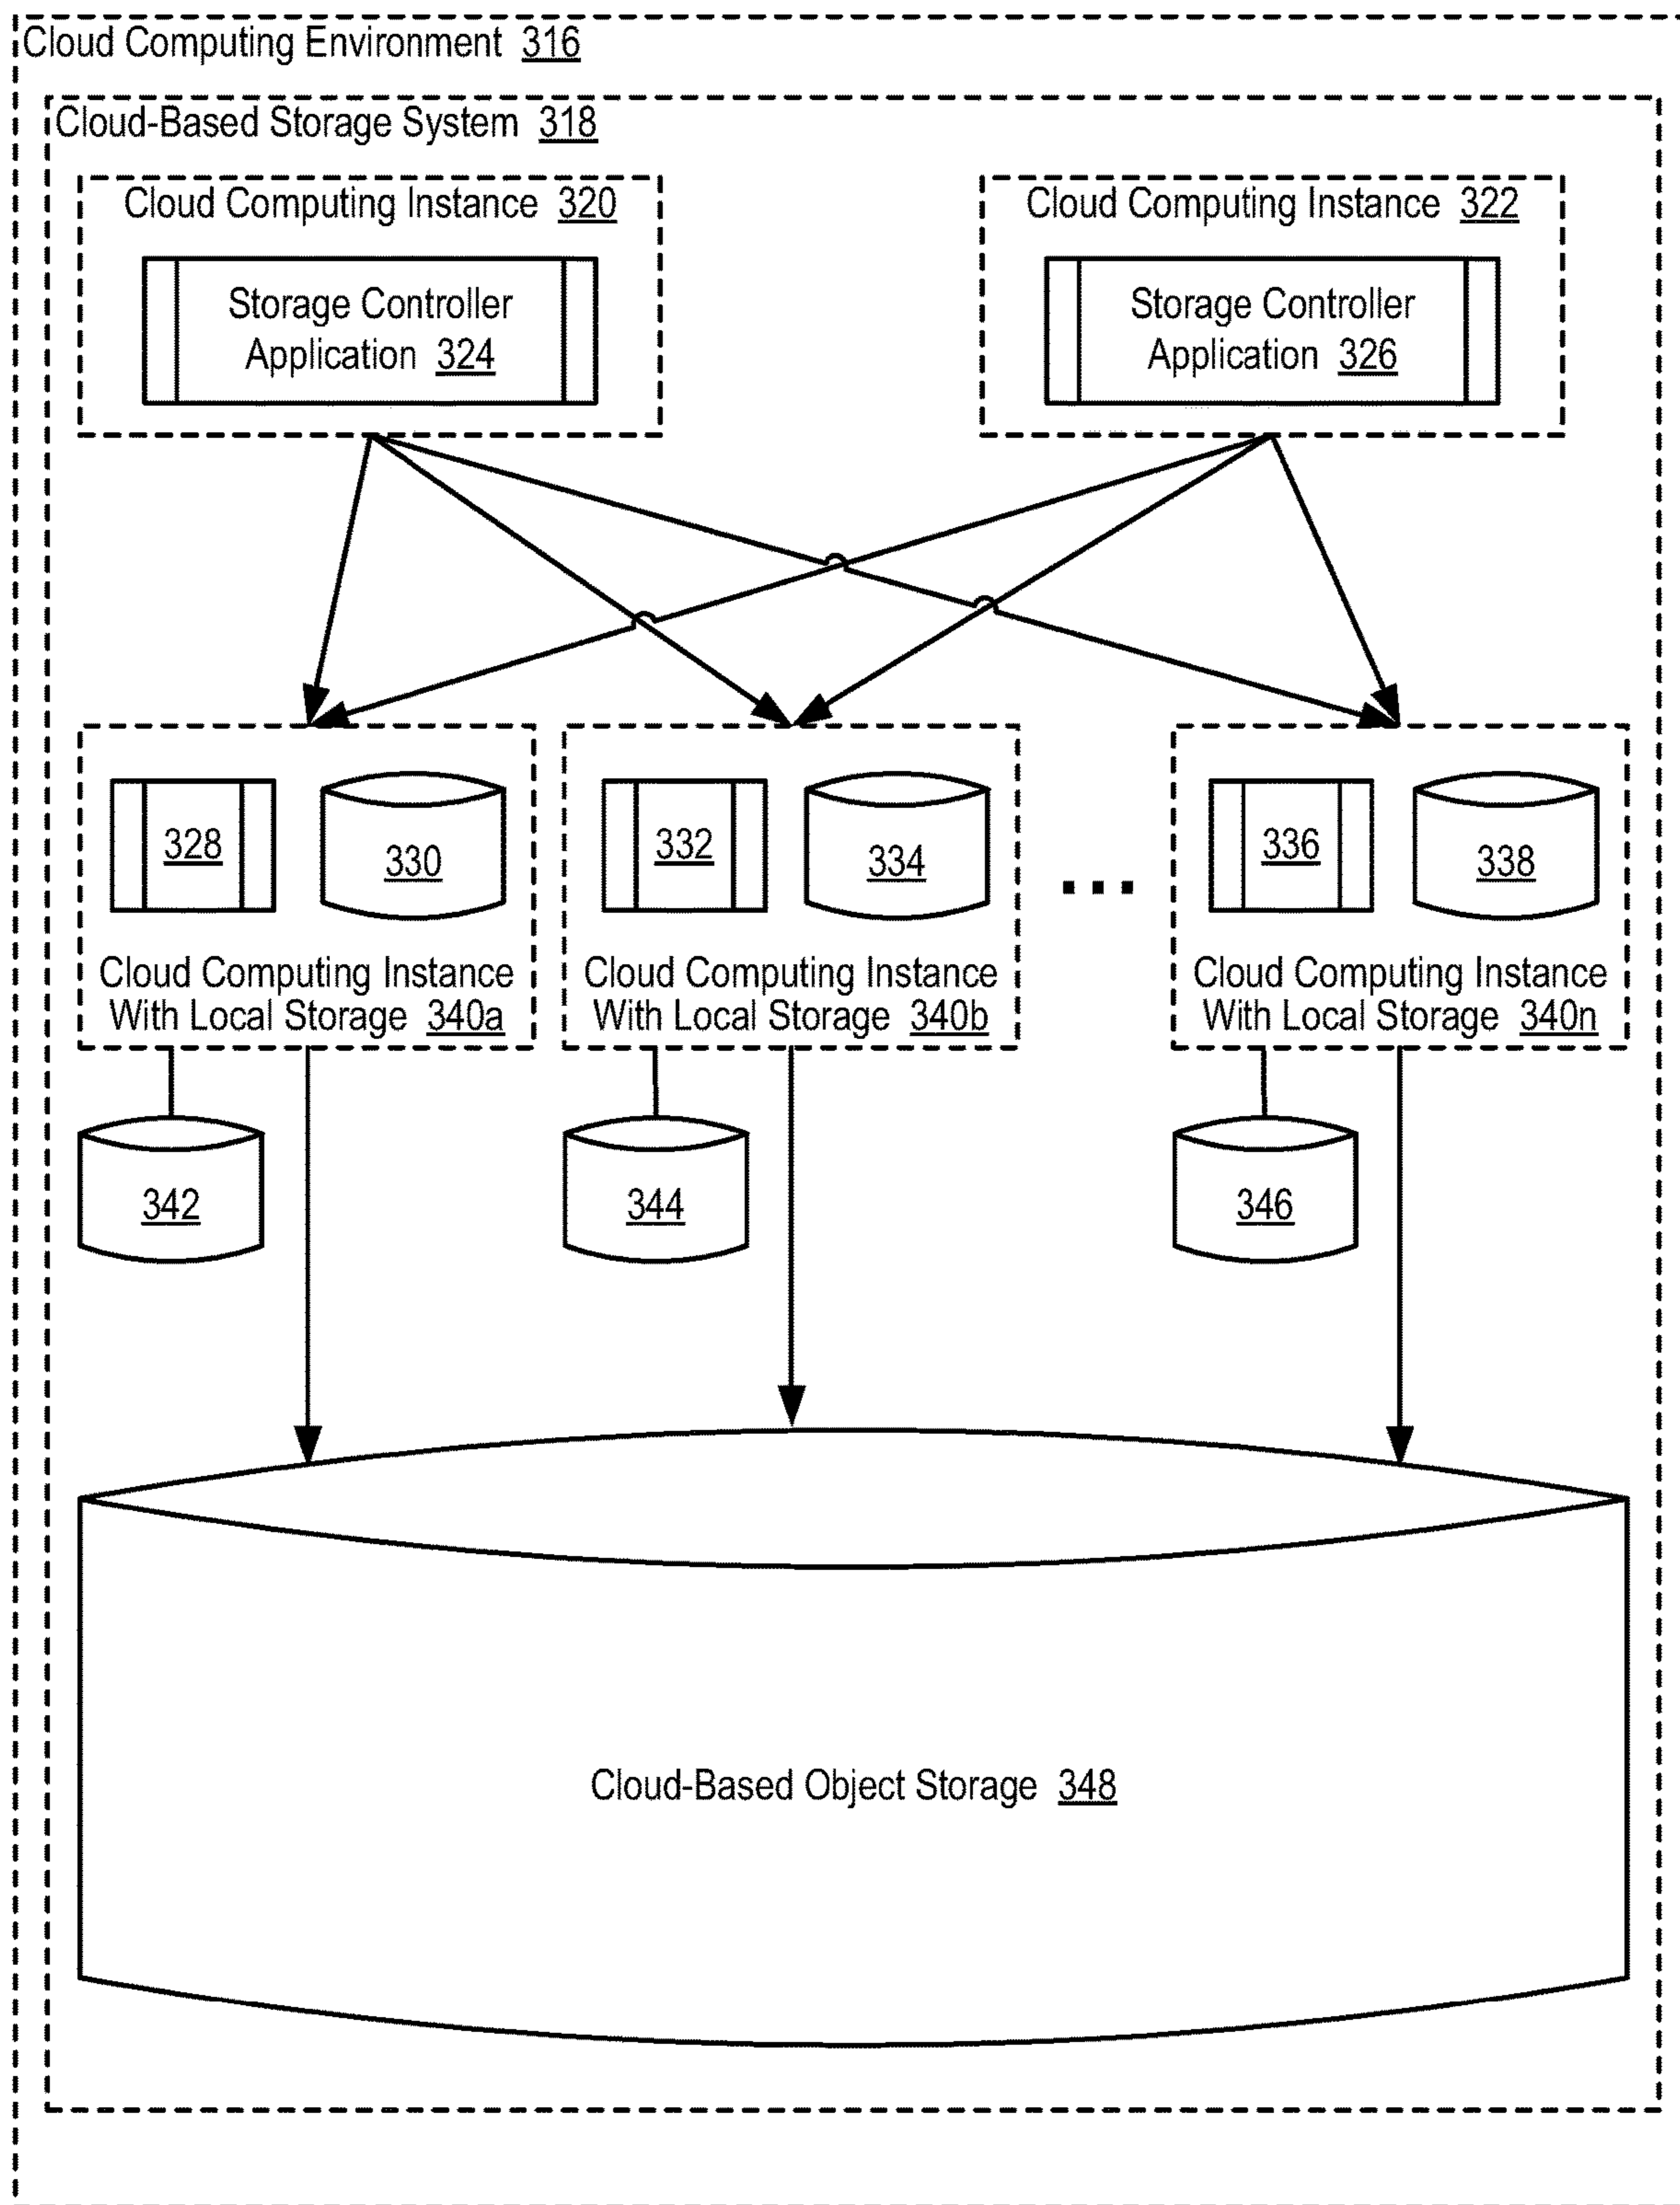 Cloud Computing Environment 316
Cloud-Based Storage System 318
Cloud Computing Instance 320
Storage Controller
Application 324
Cloud Computing Instance 322
Storage Controller
Application 326
328
330
Cloud Computing Instance
With Local Storage 340a
332
334
Cloud Computing Instance
With Local Storage 340b
...
336
338
Cloud Computing Instance
With Local Storage 340n
342
344
346
Cloud-Based Object Storage 348